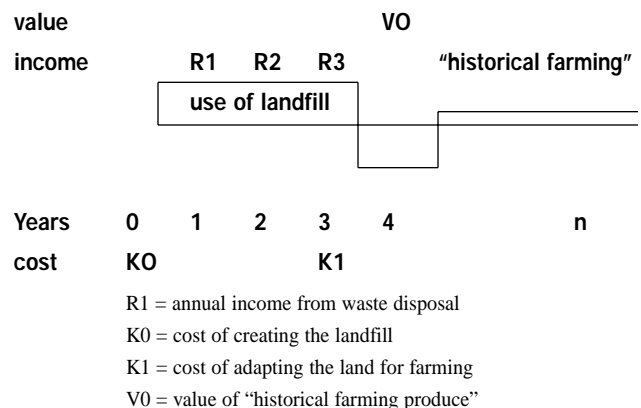 value VO
income R1 R2 R3 “historical farming”
use of landfill
Years 0 1 2 3 4 n
cost KO K1
R1 = annual income from waste disposal
K0 = cost of creating the landfill
K1 = cost of adapting the land for farming
V0 = value of “historical farming produce”